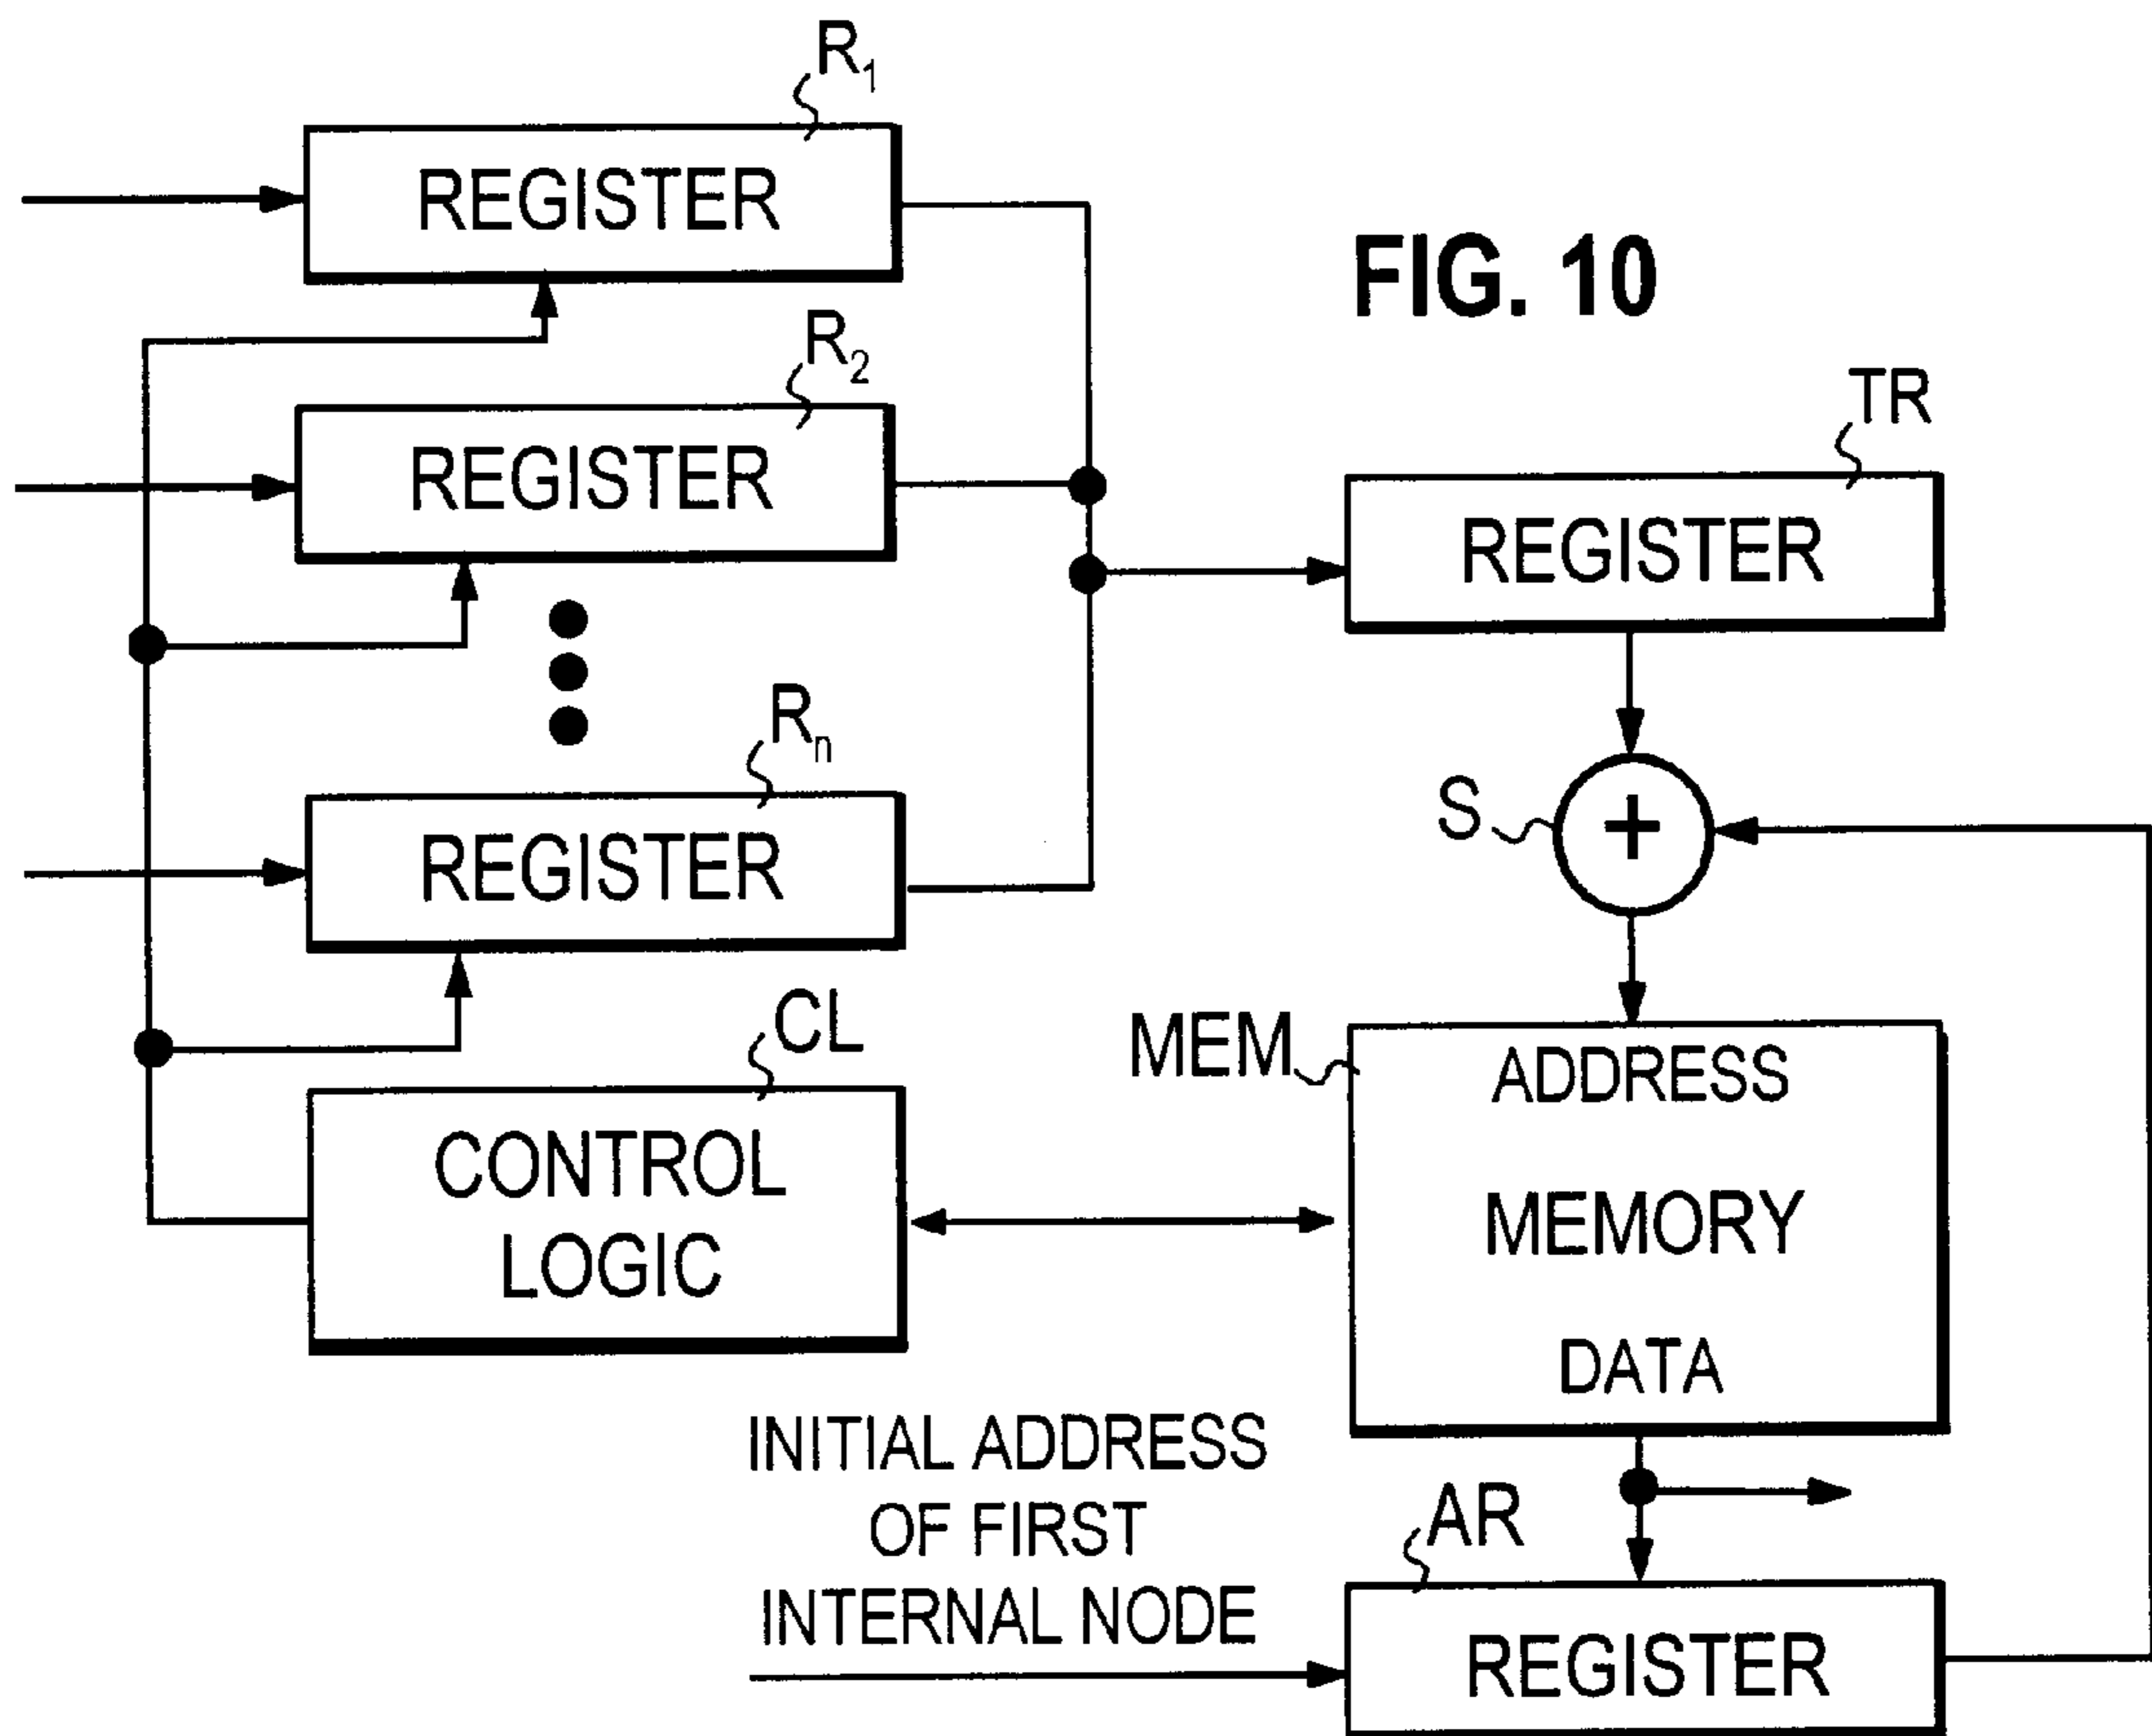 R1
REGISTER
FIG. 10
R2
REGISTER
TR
REGISTER
Rn
REGISTER
S
+
CL
CONTROL
LOGIC
MEM
ADDRESS
MEMORY
DATA
INITIAL ADDRESS
OF FIRST
INTERNAL NODE
AR
REGISTER